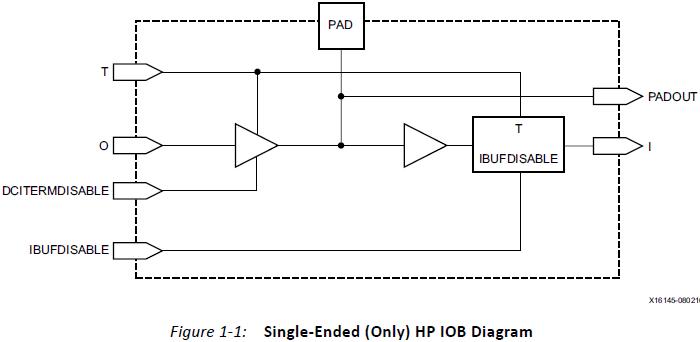 PAD
T
PADOUT
O
T
I
IBUFDISABLE
DCITERMDISABLE
IBUFDISABLE
X16145-080216
Figure 1-1: Single-Ended (Only) HP IOB Diagram